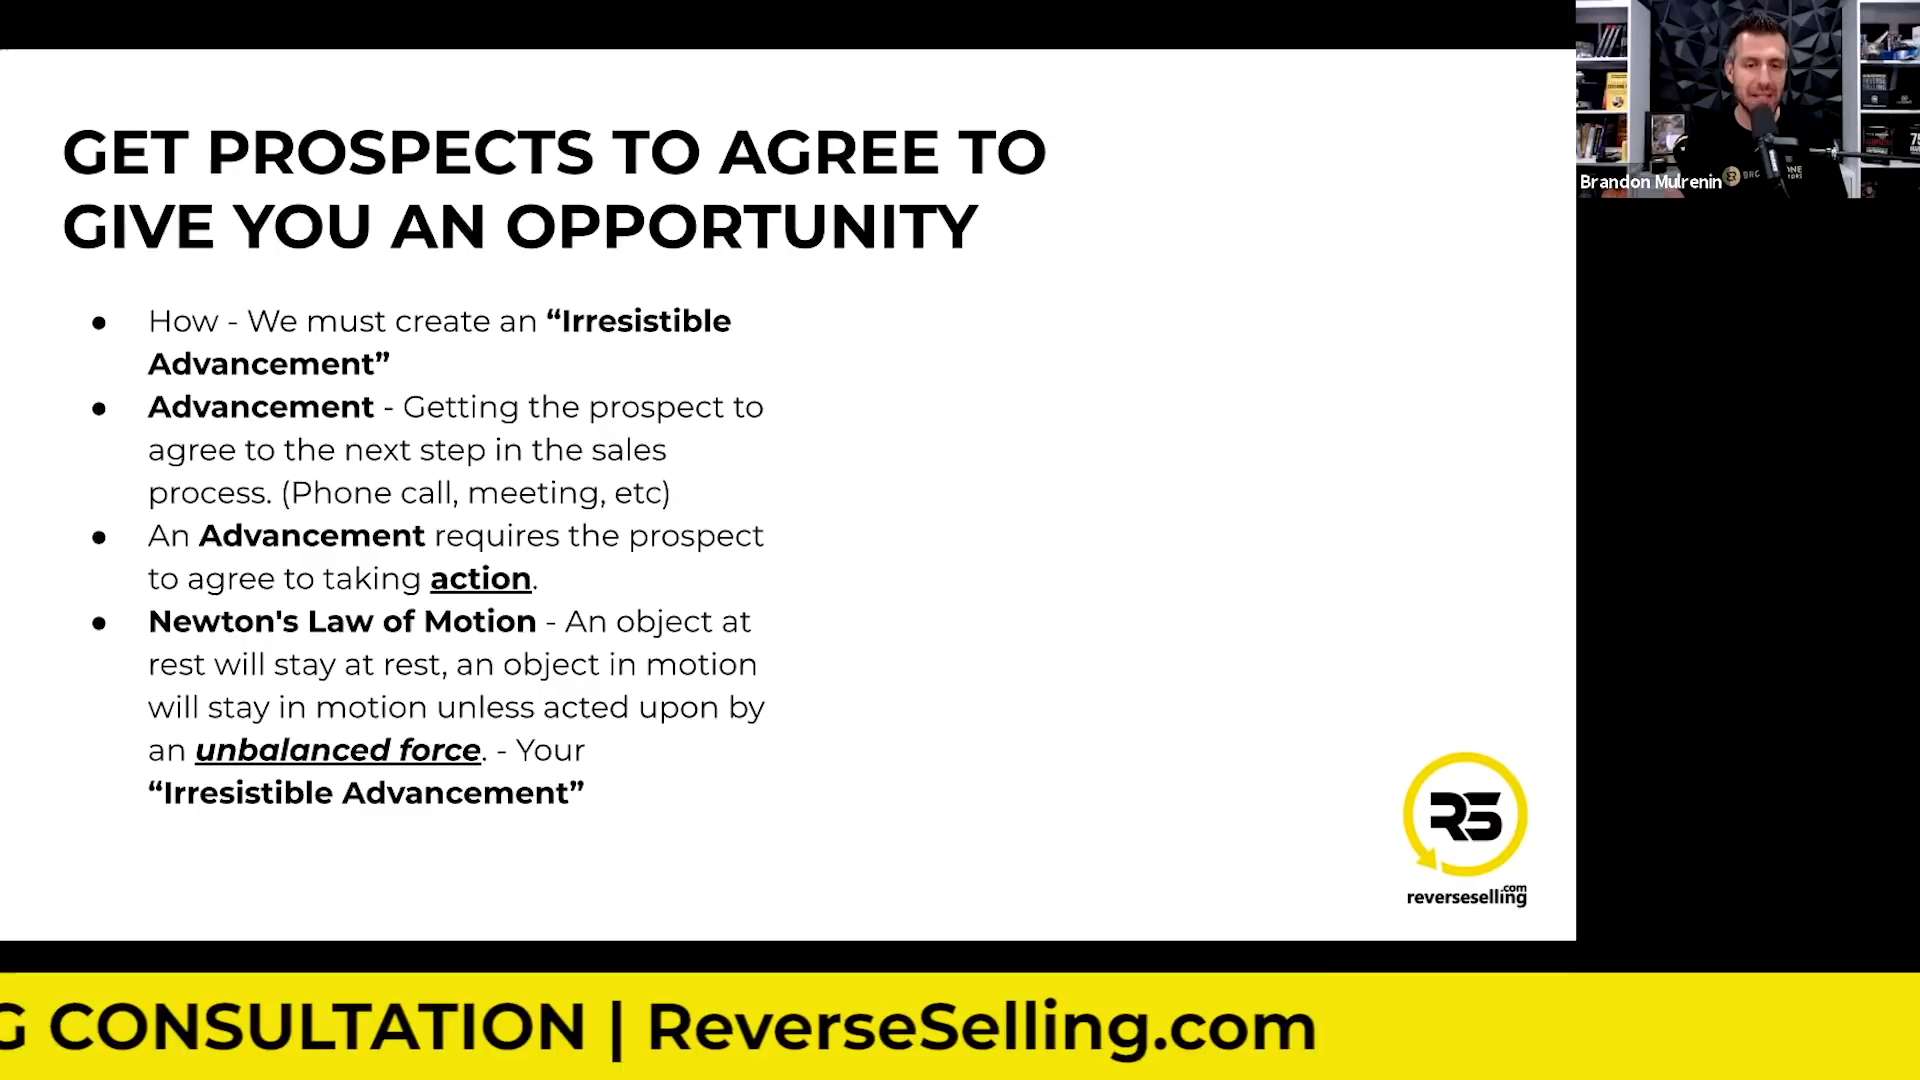 GET PROSPECTS TO AGREE TO
GIVE YOU AN OPPORTUNITY
● How - We must create an “Irresistible
Advancement”
● Advancement - Getting the prospect to
agree to the next step in the sales
process. (Phone call, meeting, etc)
● An Advancement requires the prospect
to agree to taking action.
● Newton's Law of Motion - An object at
rest will stay at rest, an object in motion
will stay in motion unless acted upon by
an unbalanced force. - Your
“Irresistible Advancement”
Brandon Mulrenin
RS
.com
reverseselling
G CONSULTATION | ReverseSelling.com